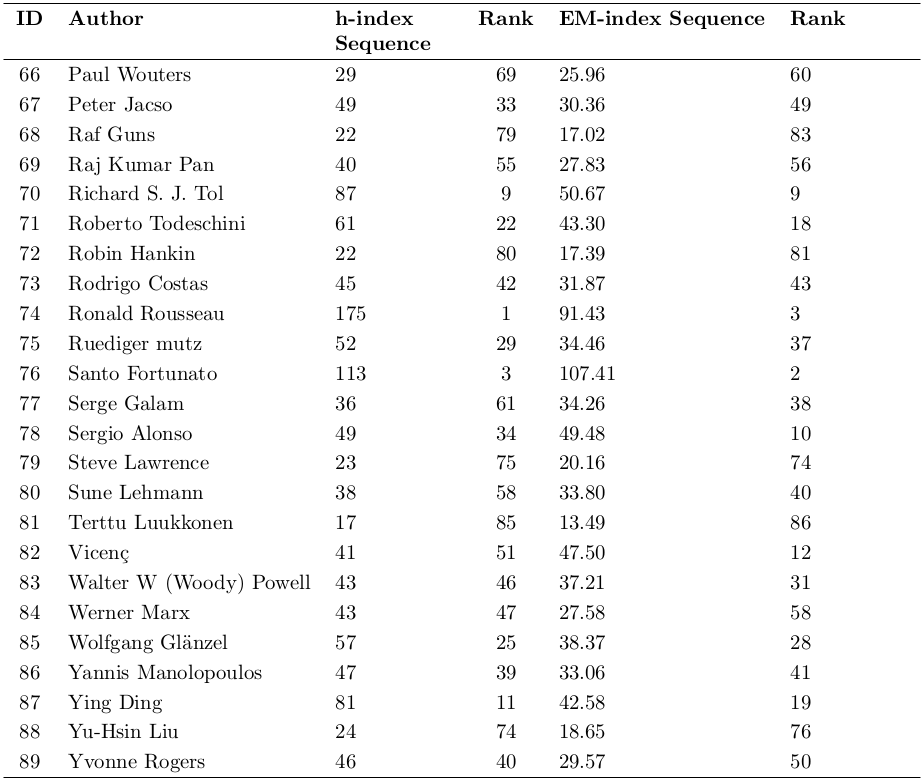 ID Author h-index Rank EM-index Sequence Rank
Sequence
66 Paul Wouters 29 69 25.96 60
67 Peter Jacso 49 33 30.36 49
68 Raf Guns 22 79 17.02 83
69 Raj Kumar Pan 40 55 27.83 56
70 Richard S. J. Tol 87 9 50.67 9
71 Roberto Todeschini 61 22 43.30 18
72 Robin Hankin 22 80 17.39 81
73 Rodrigo Costas 45 42 31.87 43
74 Ronald Rousseau 175 1 91.43 3
75 Ruediger mutz 52 29 34.46 37
76 Santo Fortunato 113 3 107.41 2
77 Serge Galam 36 61 34.26 38
78 Sergio Alonso 49 34 49.48 10
79 Steve Lawrence 23 75 20.16 74
80 Sune Lehmann 38 58 33.80 40
81 Terttu Luukkonen 17 85 13.49 86
82 Vicenç 41 51 47.50 12
83 Walter W (Woody) Powell 43 46 37.21 31
84 Werner Marx 43 47 27.58 58
85 Wolfgang Glänzel 57 25 38.37 28
86 Yannis Manolopoulos 47 39 33.06 41
87 Ying Ding 81 11 42.58 19
88 Yu-Hsin Liu 24 74 18.65 76
89 Yvonne Rogers 46 40 29.57 50